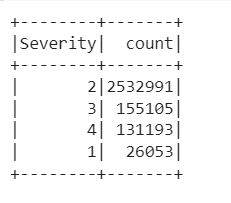 +--------+-------+
|Severity|  count|
+--------+-------+
|       2|2532991|
|       3| 155105|
|       4| 131193|
|       1|  26053|
+--------+-------+